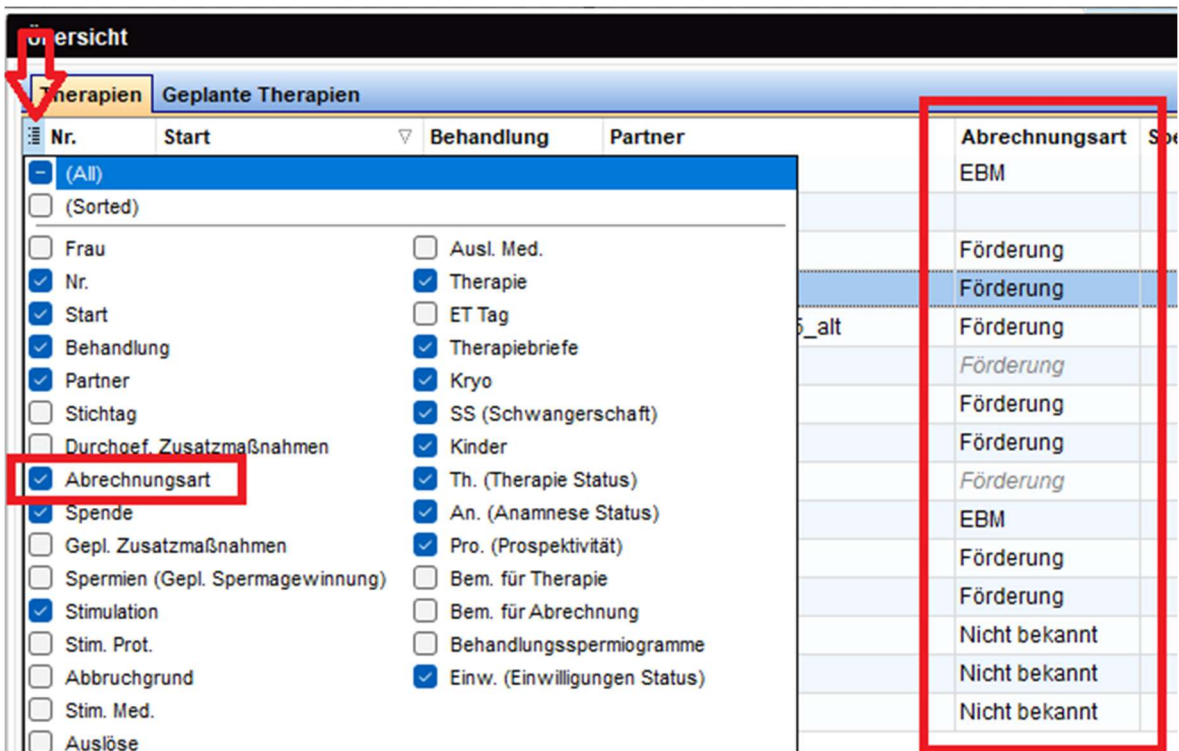 Übersicht
Therapien Geplante Therapien
Nr. Start Behandlung Partner Abrechnungsart
(All)
(Sorted)
Frau
Nr.
Start
Behandlung
Partner
Stichtag
Durchgef. Zusatzmaßnahmen
Abrechnungsart
Spende
Gepl. Zusatzmaßnahmen
Spermien (Gepl. Spermagewinnung)
Stimulation
Stim. Prot.
Abbruchgrund
Stim. Med.
Auslöse
Ausl. Med.
Therapie
ET Tag
Therapiebriefe
Kryo
SS (Schwangerschaft)
Kinder
Th. (Therapie Status)
An. (Anamnese Status)
Pro. (Prospektivität)
Bem. für Therapie
Bem. für Abrechnung
Behandlungsspermiogramme
Einw. (Einwilligungen Status)
_alt
EBM
Förderung
Förderung
Förderung
Förderung
Förderung
Förderung
Förderung
EBM
Förderung
Förderung
Nicht bekannt
Nicht bekannt
Nicht bekannt